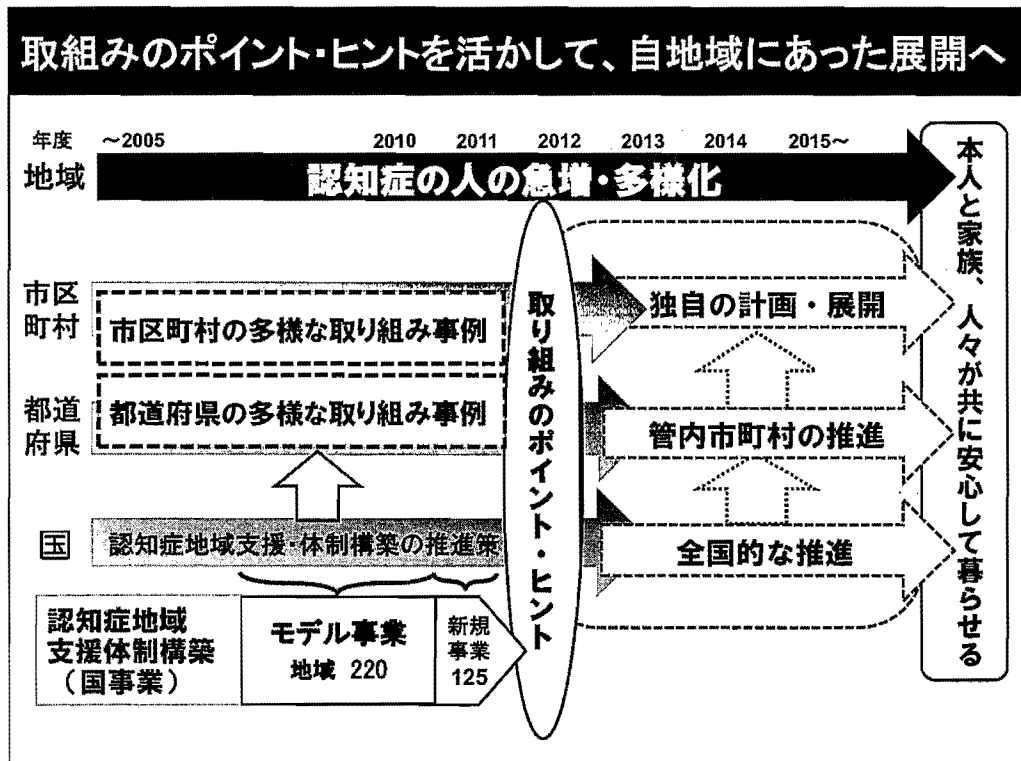 取組みのポイント・ヒントを活かして、自地域にあった展開へ
年度 ～2005 2010 2011 2012 2013 2014 2015～
地域
認知症の人の急増・多様化
市区
町村
市区町村の多様な取り組み事例
独自の計画・展開
都道
府県
都道府県の多様な取り組み事例
管内市町村の推進
国
認知症地域支援・体制構築の推進策
全国的な推進
取り組みのポイント・ヒント
本人と家族、人々が共に安心して暮らせる
認知症地域
支援体制構築
（国事業）
モデル事業
地域 220
新規
事業
125